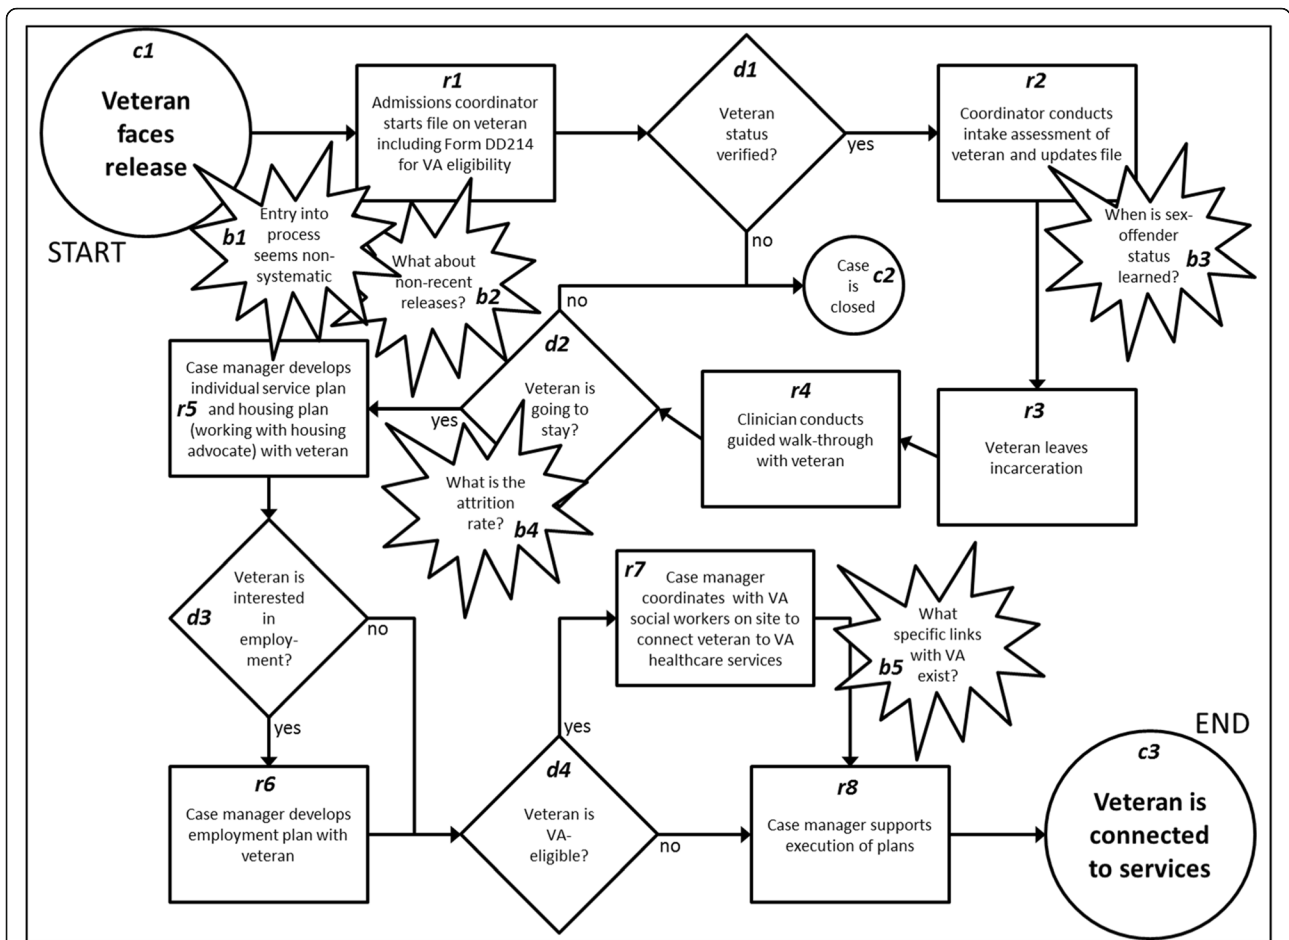 c1
Veteran
faces
release
START
r1
Admissions coordinator
starts file on veteran
including Form DD214
for VA eligibility
d1
Veteran
status
verified?
yes
no
r2
Coordinator conducts
intake assessment of
veteran and updates file
b1
Entry into
process
seems non-
systematic
What about
non-recent
releases? b2
When is sex-
offender
status
learned? b3
Case
is
closed
c2
no
d2
Veteran is
going to
stay?
yes
r4
Clinician conducts
guided walk-through
with veteran
r3
Veteran leaves
incarceration
r5
Case manager develops
individual service plan
and housing plan
(working with housing
advocate) with veteran
What is the
attrition
rate? b4
d3
Veteran is
interested
in
employ-
ment?
no
yes
r7
Case manager
coordinates with VA
social workers on site to
connect veteran to VA
healthcare services
What
specific links
with VA
exist?
b5
r6
Case manager develops
employment plan with
veteran
yes
d4
Veteran is
VA-
eligible?
no
r8
Case manager supports
execution of plans
END
c3
Veteran is
connected
to services